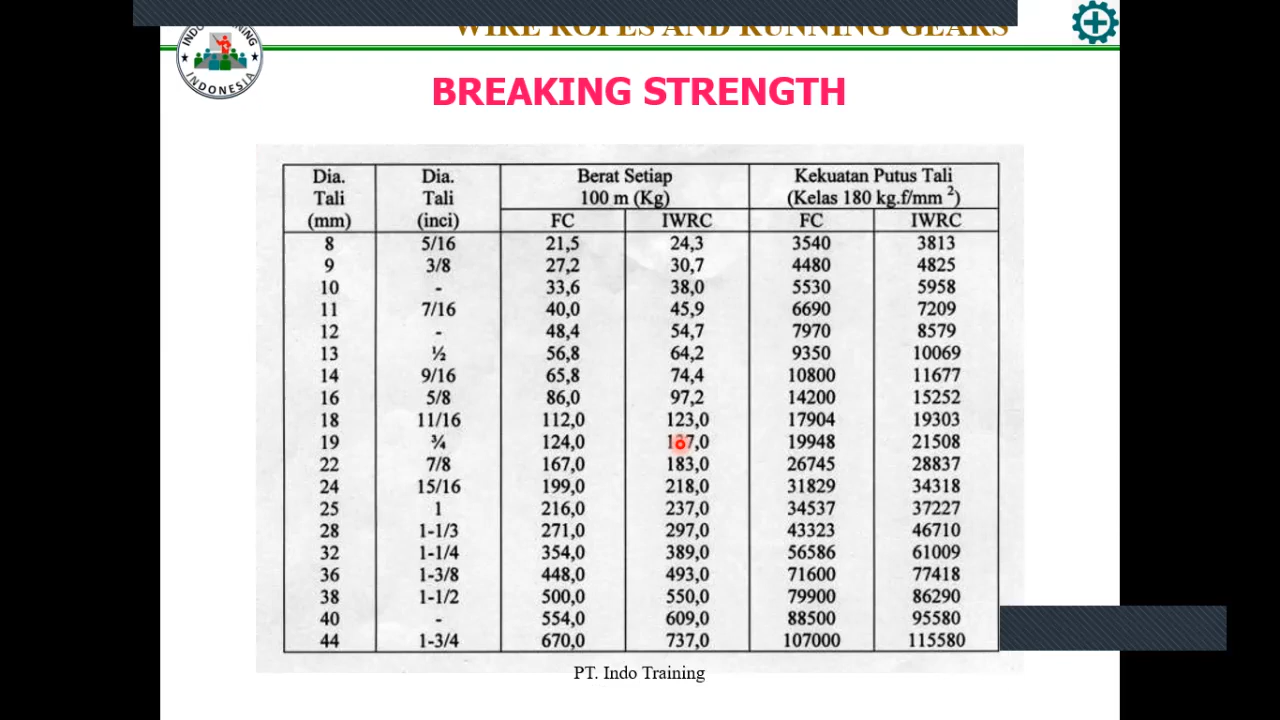 WIRE ROPES AND RUNNING GEARS
INDONESIA
BREAKING STRENGTH
Dia. Tali (mm) Dia. Tali (inci) Berat Setiap 100 m (Kg) Kekuatan Putus Tali (Kelas 180 kg.f/mm ²)
FC IWRC FC IWRC
8 5/16 21,5 24,3 3540 3813
9 3/8 27,2 30,7 4480 4825
10 - 33,6 38,0 5530 5958
11 7/16 40,0 45,9 6690 7209
12 - 48,4 54,7 7970 8579
13 ½ 56,8 64,2 9350 10069
14 9/16 65,8 74,4 10800 11677
16 5/8 86,0 97,2 14200 15252
18 11/16 112,0 123,0 17904 19303
19 ¾ 124,0 137,0 19948 21508
22 7/8 167,0 183,0 26745 28837
24 15/16 199,0 218,0 31829 34318
25 1 216,0 237,0 34537 37227
28 1-1/3 271,0 297,0 43323 46710
32 1-1/4 354,0 389,0 56586 61009
36 1-3/8 448,0 493,0 71600 77418
38 1-1/2 500,0 550,0 79900 86290
40 - 554,0 609,0 88500 95580
44 1-3/4 670,0 737,0 107000 115580
PT. Indo Training